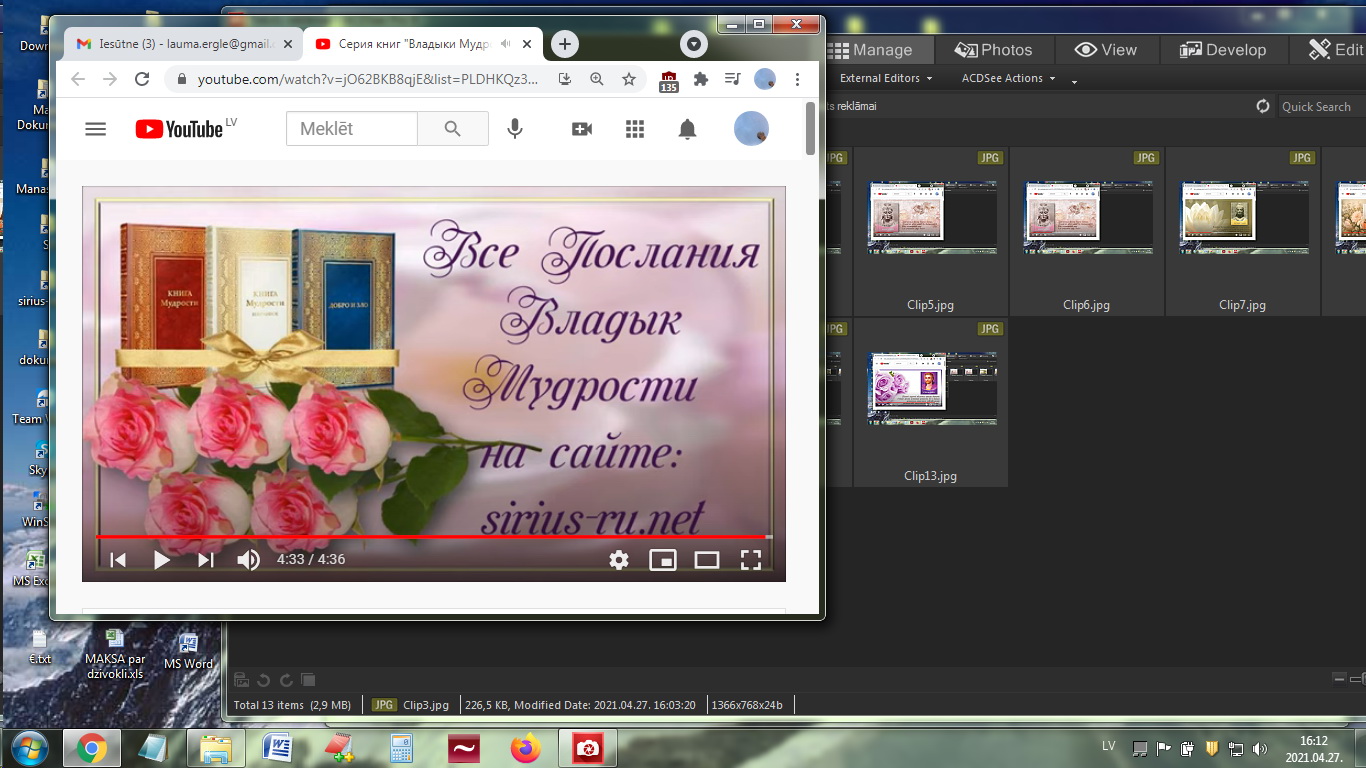 Iesūtne (3) - lauma.ergle@gmail.c
Серия книг "Владыки Мудр
youtube.com/watch?v=jO62BKB8qjE&list=PLDHKQz3...
135
YouTube LV
Meklēt
КНИГА
Мудрости
КНИГА
Мудрости
ДОБРО И ЗЛО
Все Послания
Владык
Мудрости
на сайте:
sirius-ru.net
4:33 / 4:36
Manage
Photos
View
Develop
Edit
External Editors
ACDSee Actions
ts reklāmai
Quick Search
JPG
JPG
JPG
Clip5.jpg
Clip6.jpg
Clip7.jpg
JPG
Clip13.jpg
Down
Ma
Dokum
Manas
S
sirius-
doku
Team
Sky
WinS
MS Exc
€.txt
MAKSA par
dzivokli.xls
MS Word
Total 13 items (2,9 MB)
JPG
Clip3.jpg
226,5 KB, Modified Date: 2021.04.27. 16:03:20
1366x768x24b
LV
16:12
2021.04.27.